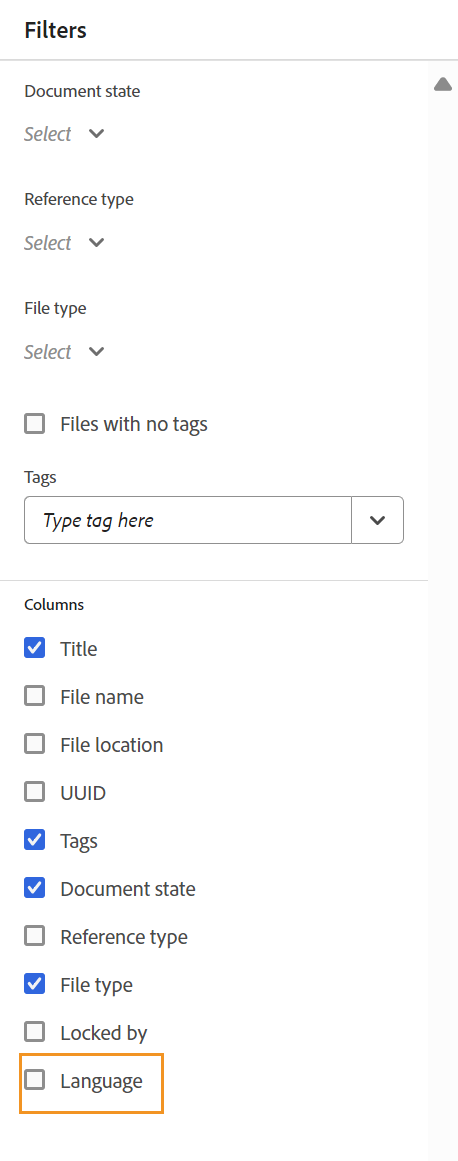 Filters
Document state
Select
Reference type
Select
File type
Select
Files with no tags
Tags
Type tag here
Columns
Title
File name
File location
UUID
Tags
Document state
Reference type
File type
Locked by
Language